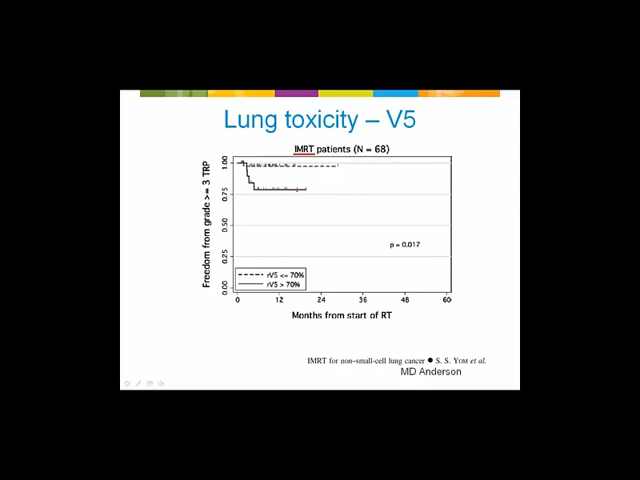 Lung toxicity – V5
IMRT patients (N = 68)
Freedom from grade >= 3 TRP
1.00
0.75
0.50
0.25
0.00
p = 0.017
rV5 <= 70%
rV5 > 70%
0 12 24 36 48 60
Months from start of RT
IMRT for non–small-cell lung cancer ● S. S. YOM et al.
MD Anderson